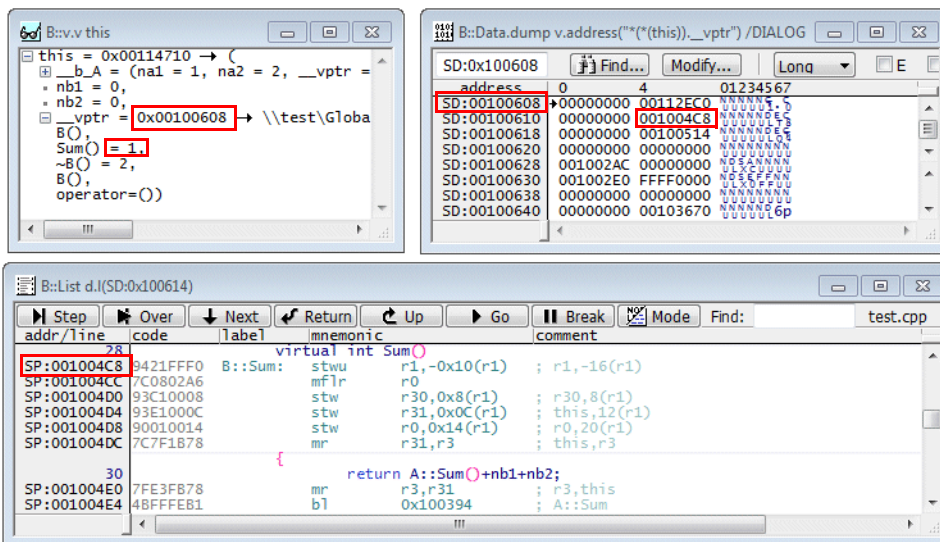 B::v.v this
this = 0x00114710 → (
__b_A = (na1 = 1, na2 = 2, __vptr =
nb1 = 0,
nb2 = 0,
__vptr = 0x00100608 → \\test\Globa
B(),
Sum() = 1,
~B() = 2,
B(),
operator=())
B::Data.dump v.address("*(*(this)).__vptr") /DIALOG
SD:0x100608 Find... Modify... Long E
address 0 4 01234567
SD:00100608 00000000 00112EC0
SD:00100610 00000000 001004C8
SD:00100618 00000000 00100514
SD:00100620 00000000 00000000
SD:00100628 001002AC 00000000
SD:00100630 001002E0 FFFF0000
SD:00100638 00000000 00000000
SD:00100640 00000000 00103670
B::List d.l(SD:0x100614)
Step Over Next Return Up Go Break Mode Find: test.cpp
addr/line code label mnemonic comment
28 virtual int Sum()
SP:001004C8 9421FFF0 B::Sum: stwu r1,-0x10(r1) ; r1,-16(r1)
SP:001004CC 7C0802A6 mflr r0
SP:001004D0 93C10008 stw r30,0x8(r1) ; r30,8(r1)
SP:001004D4 93E1000C stw r31,0x0C(r1) ; this,12(r1)
SP:001004D8 90010014 stw r0,0x14(r1) ; r0,20(r1)
SP:001004DC 7C7F1B78 mr r31,r3 ; this,r3
{
30 return A::Sum()+nb1+nb2;
SP:001004E0 7FE3FB78 mr r3,r31 ; r3,this
SP:001004E4 4BFFFEB1 bl 0x100394 ; A::Sum